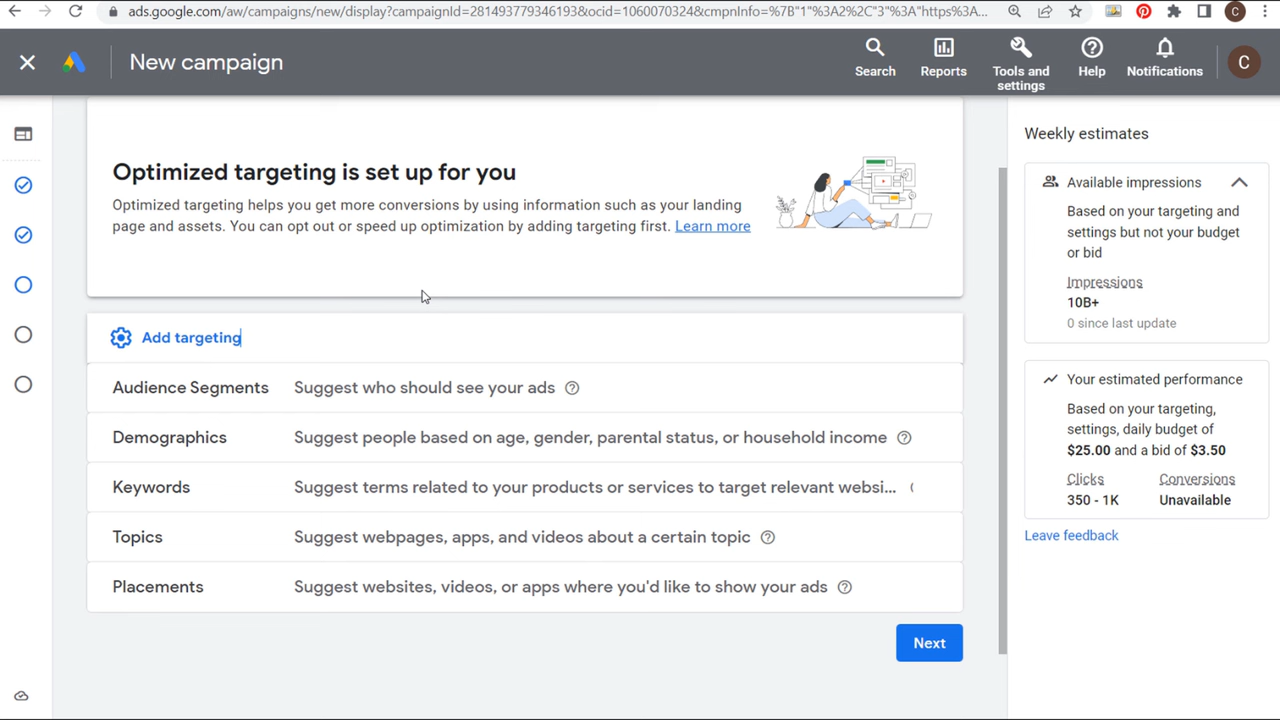 ads.google.com/aw/campaigns/new/display?campaignId=281493779346193&ocid=1060070324&cmpnInfo=%7B"1"%3A2%2C"3"%3A"https%3A...
C
New campaign
Search
Reports
Tools and
settings
Help
Notifications
C
Optimized targeting is set up for you
Optimized targeting helps you get more conversions by using information such as your landing
page and assets. You can opt out or speed up optimization by adding targeting first. Learn more
Add targeting
Audience Segments Suggest who should see your ads
Demographics Suggest people based on age, gender, parental status, or household income
Keywords Suggest terms related to your products or services to target relevant websi...
Topics Suggest webpages, apps, and videos about a certain topic
Placements Suggest websites, videos, or apps where you'd like to show your ads
Next
Weekly estimates
Available impressions
Based on your targeting and
settings but not your budget
or bid
Impressions
10B+
0 since last update
Your estimated performance
Based on your targeting,
settings, daily budget of
$25.00 and a bid of $3.50
Clicks Conversions
350 - 1K Unavailable
Leave feedback